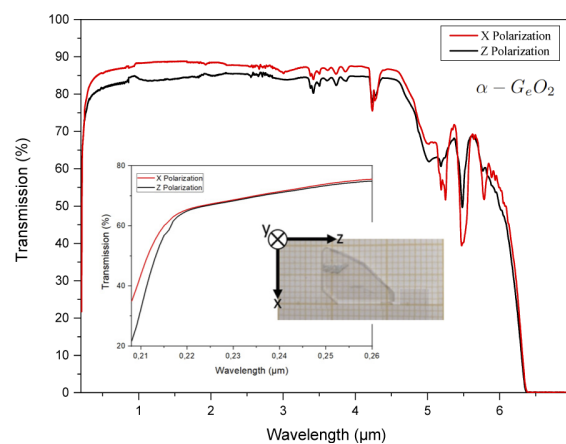 X Polarization
Z Polarization
α − GₑO₂
Transmission (%)
100
90
80
70
60
50
40
30
20
10
0
1
2
3
4
5
6
Wavelength (µm)
X Polarization
Z Polarization
Transmission (%)
80
60
40
20
0,21
0,22
0,23
0,24
0,25
0,26
Wavelength (µm)
y
z
x